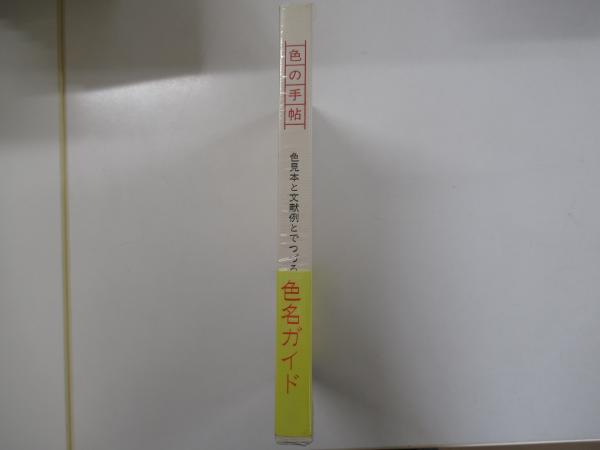 色の手帖
色見本と文献例とでつづる
色名ガイド